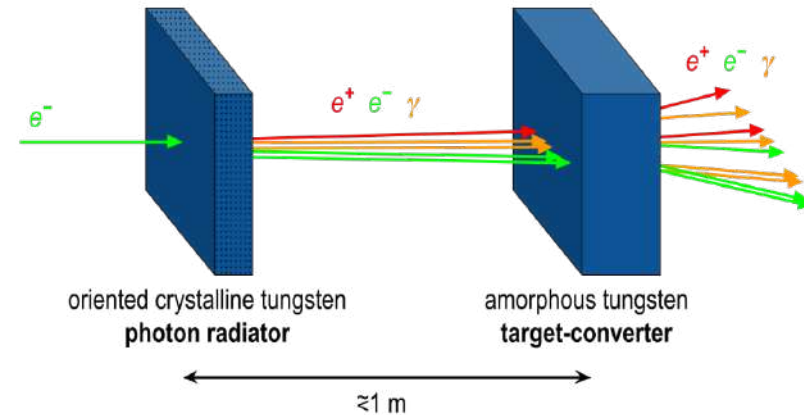 e⁻
e⁺ e⁻ γ
e⁺ e⁻ γ
oriented crystalline tungsten
photon radiator
amorphous tungsten
target-converter
≂1 m